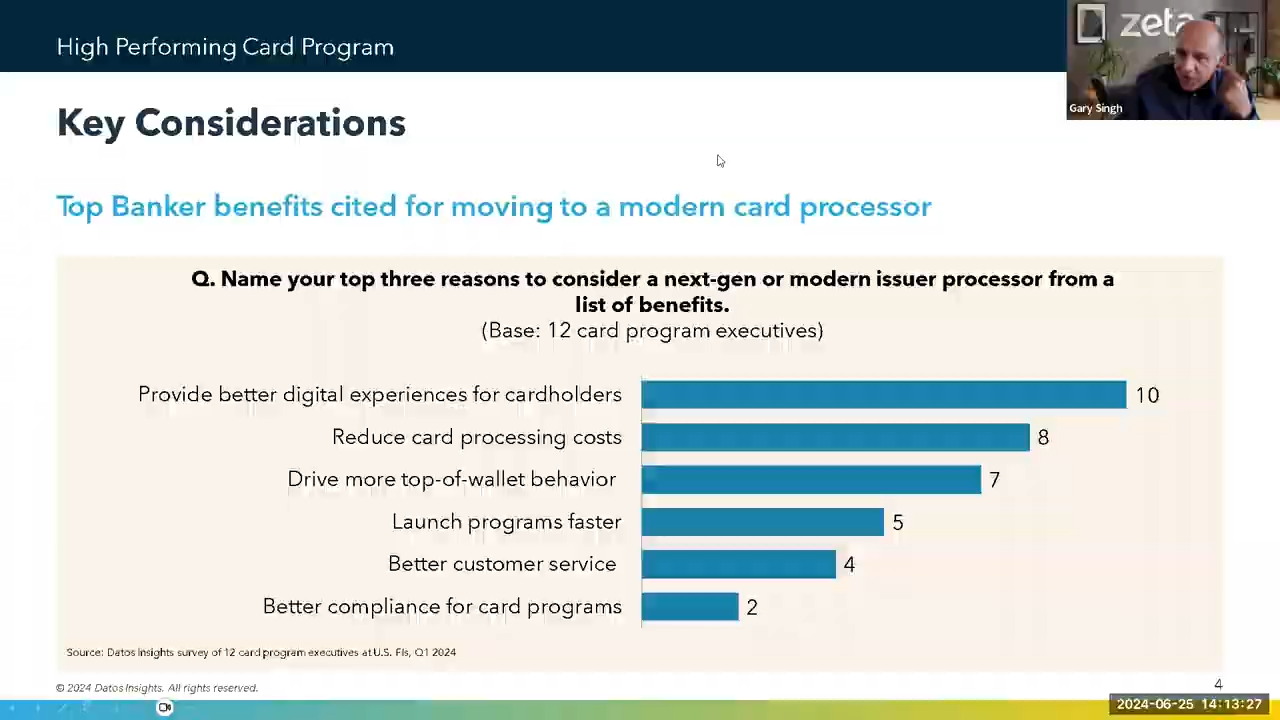 High Performing Card Program
zeta
Gary Singh
Key Considerations
Top Banker benefits cited for moving to a modern card processor
Q. Name your top three reasons to consider a next-gen or modern issuer processor from a
list of benefits.
(Base: 12 card program executives)
Provide better digital experiences for cardholders 10
Reduce card processing costs 8
Drive more top-of-wallet behavior 7
Launch programs faster 5
Better customer service 4
Better compliance for card programs 2
Source: Datos Insights survey of 12 card program executives at U.S. FIs, Q1 2024
© 2024 Datos Insights. All rights reserved.
4
2024-06-25 14:13:27